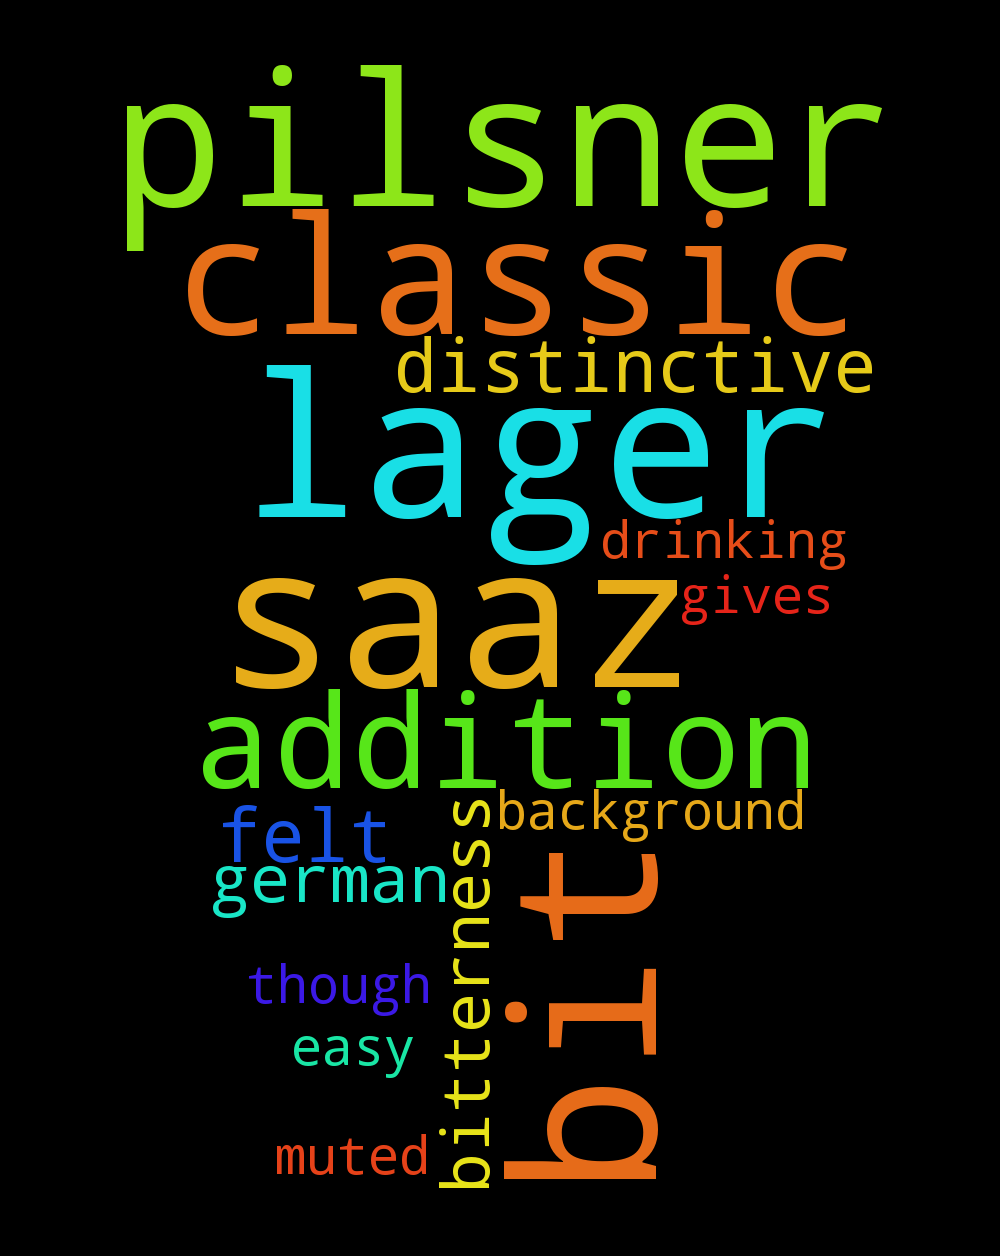 pilsner
classic
distinctive
lager
drinking
saaz
gives
addition
background
felt
german
bitterness
bit
though
easy
muted